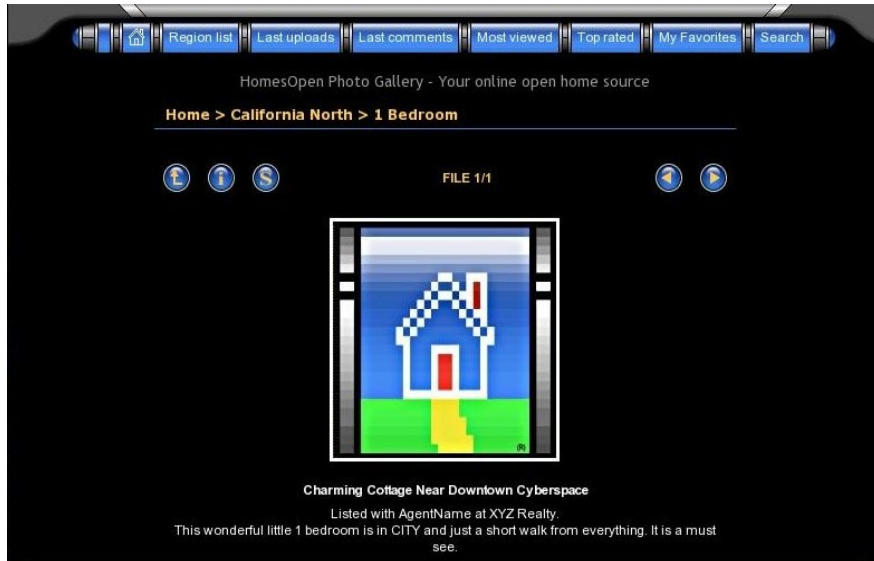 Region list Last uploads Last comments Most viewed Top rated My Favorites Search
HomesOpen Photo Gallery - Your online open home source
Home > California North > 1 Bedroom
S FILE 1/1
(R)
Charming Cottage Near Downtown Cyberspace
Listed with AgentName at XYZ Realty.
This wonderful little 1 bedroom is in CITY and just a short walk from everything. It is a must
see.